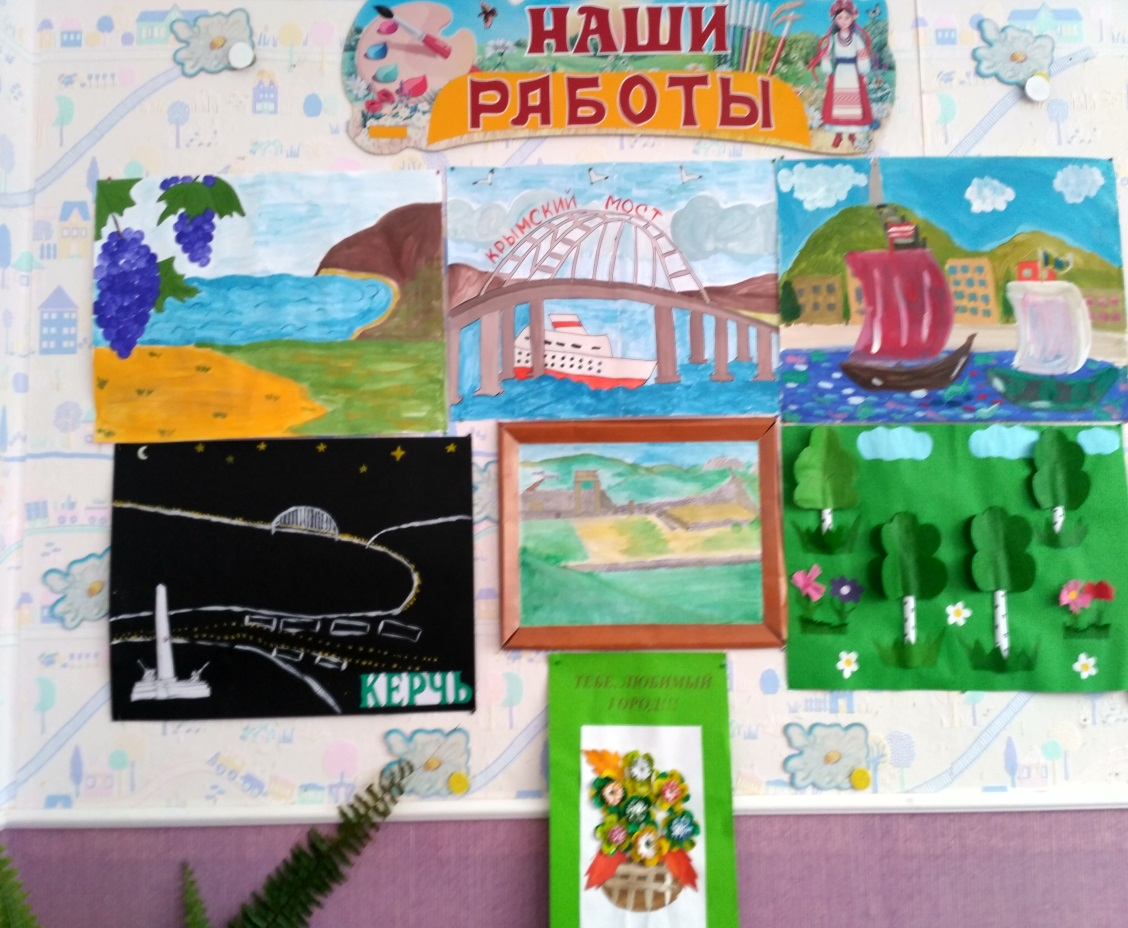 НАШИ
РАБОТЫ
КРЫМСКИЙ МОСТ
КЕРЧЬ
ТЕБЕ, ЛЮБИМЫЙ
ГОРОД!!!